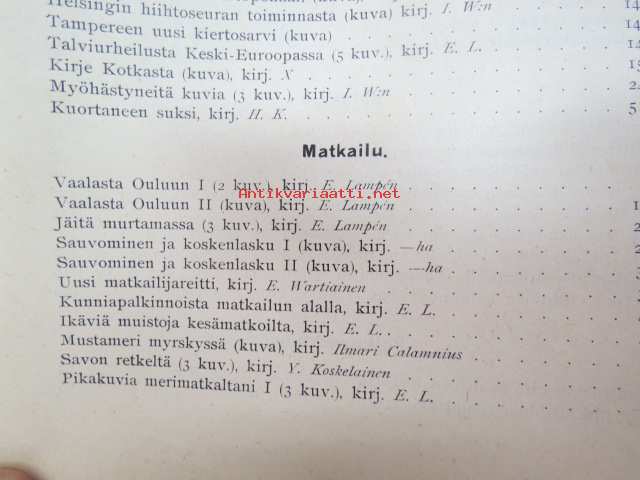 Helsingin hiihtoseuran toiminnasta (kuva) kirj. I. W:n
Tampereen uusi kiertosarvi (kuva)
Talviurheilusta Keski-Euroopassa (5 kuv.), kirj. E. L.
Kirje Kotkasta (kuva), kirj. X
Myöhästyneitä kuvia (3 kuv.), kirj. I. W:n
Kuortaneen suksi, kirj. H. K.
Matkailu.
Vaalasta Ouluun I (2 kuv.), kirj. E. Lampén
Antikvariaatti.net
Vaalasta Ouluun II (kuva), kirj. E. Lampén
Jäitä murtamassa (3 kuv.), kirj. E. Lampén
Sauvominen ja koskenlasku I (kuva), kirj. —ha
Sauvominen ja koskenlasku II (kuva), kirj. —ha
Uusi matkailijareitti, kirj. E. Wartiainen
Kunniapalkinnoista matkailun alalla, kirj. E. L.
Ikäviä muistoja kesämatkoilta, kirj. E. L.
Mustameri myrskyssä (kuva), kirj. Ilmari Calamnius
Savon retkeltä (3 kuv.), kirj. Y. Koskelainen
Pikakuvia merimatkaltani I (3 kuv.), kirj. E. L.